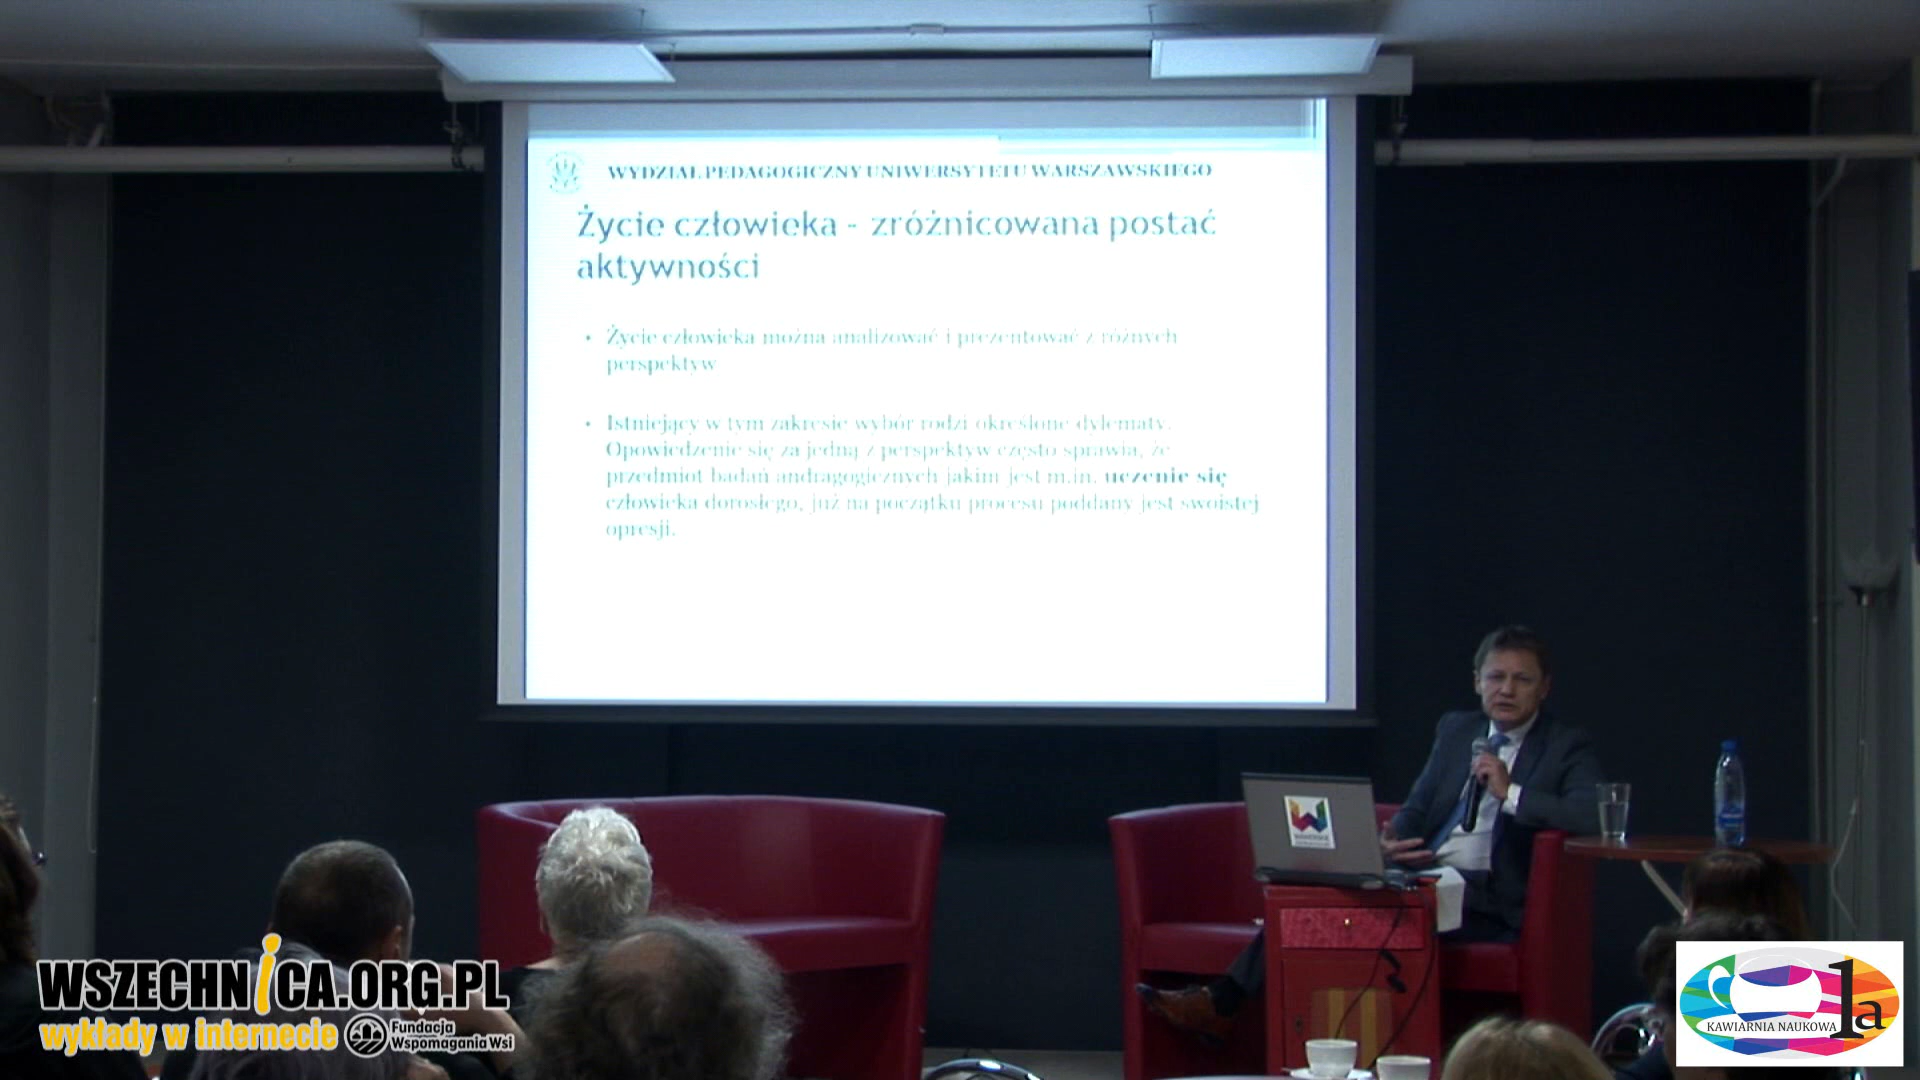 WYDZIAŁ PEDAGOGICZNY UNIWERSYTETU WARSZAWSKIEGO
Życie człowieka - zróżnicowana postać
aktywności
• Życie człowieka można analizować i prezentować z różnych
perspektyw
• Istniejący w tym zakresie wybór rodzi określone dylematy.
Opowiedzenie się za jedną z perspektyw często sprawia, że
przedmiot badań andragogicznych jakim jest m.in. uczenie się
człowieka dorosłego, już na początku procesu poddany jest swoistej
opresji.
WSZECHNiCA.ORG.PL
wykłady w internecie
Fundacja
Wspomagania Wsi
1a
KAWIARNIA NAUKOWA